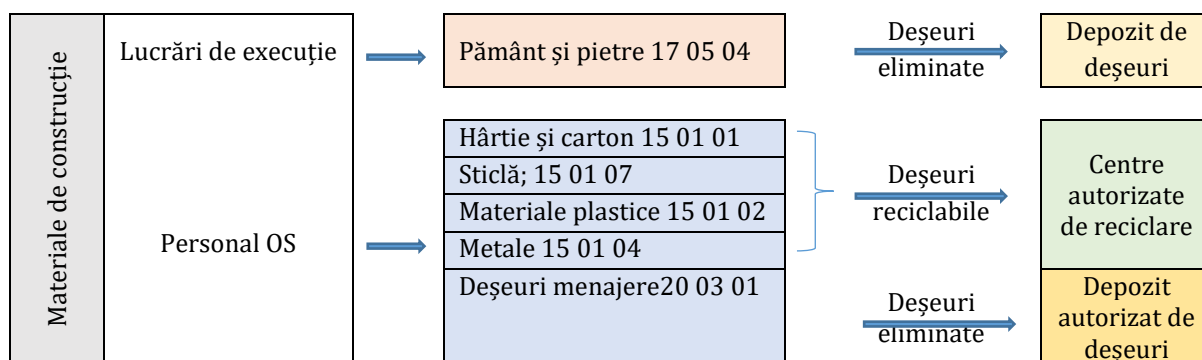 Materiale de construcție
Lucrări de execuție
Pământ și pietre 17 05 04
Deșeuri
eliminate
Depozit de
deșeuri
Personal OS
Hârtie și carton 15 01 01
Sticlă; 15 01 07
Materiale plastice 15 01 02
Metale 15 01 04
Deșeuri menajere20 03 01
Deșeuri
reciclabile
Centre
autorizate
de reciclare
Deșeuri
eliminate
Depozit
autorizat de
deșeuri